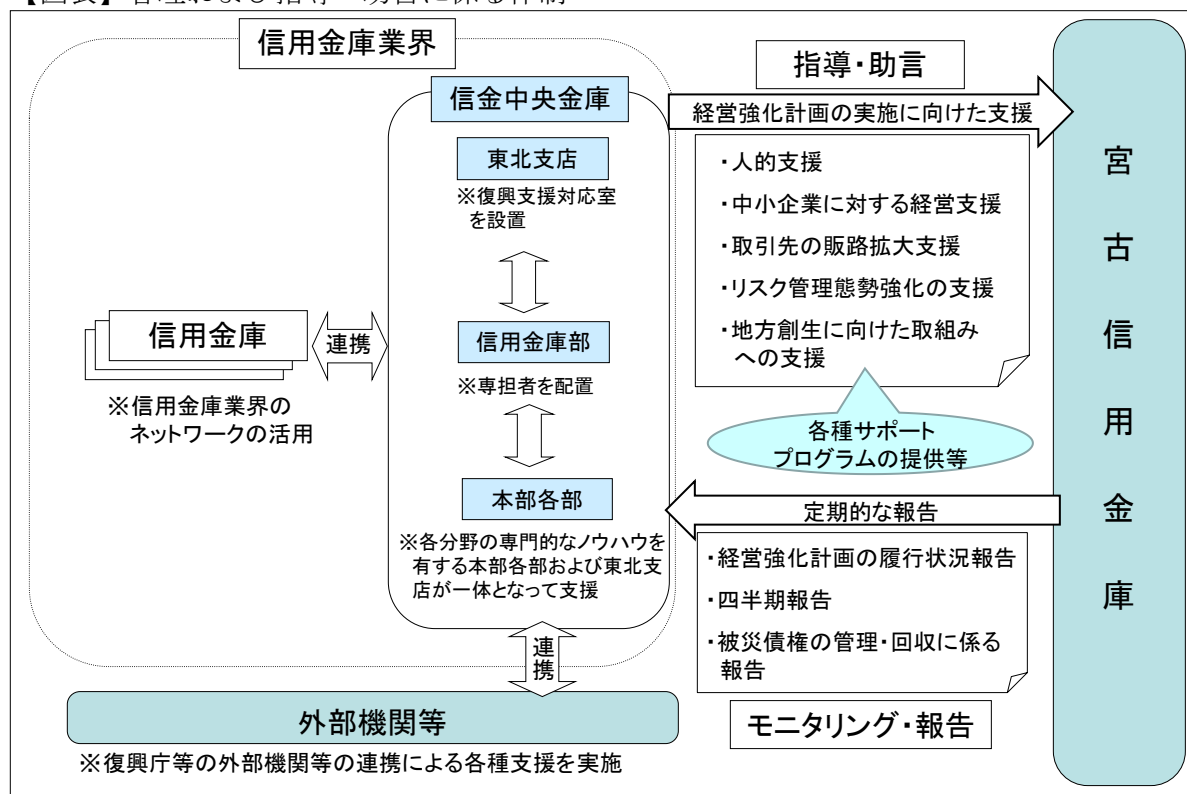 信用金庫業界
信金中央金庫
東北支店
※復興支援対応室
を設置
信用金庫
連携
※信用金庫業界の
ネットワークの活用
信用金庫部
※専担者を配置
本部各部
※各分野の専門的なノウハウを
有する本部各部および東北支
店が一体となって支援
連携
外部機関等
※復興庁等の外部機関等の連携による各種支援を実施
指導・助言
経営強化計画の実施に向けた支援
・人的支援
・中小企業に対する経営支援
・取引先の販路拡大支援
・リスク管理態勢強化の支援
・地方創生に向けた取組み
への支援
各種サポート
プログラムの提供等
定期的な報告
・経営強化計画の履行状況報告
・四半期報告
・被災債権の管理・回収に係る
報告
モニタリング・報告
宮古信用金庫